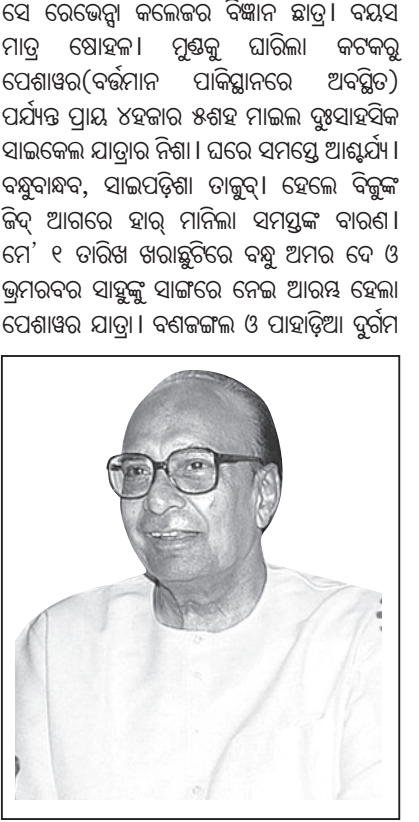 ସେ ରେଭେନ୍ସା କଲେଜର ବିଜ୍ଞାନ ଛାତ୍ର। ବୟସ
ମାତ୍ର ଷୋହଳ। ମୁଣ୍ଡକୁ ଘାରିଲା କଟକରୁ
ପେଶାୱର(ବର୍ତ୍ତମାନ ପାକିସ୍ଥାନରେ ଅବସ୍ଥିତ)
ପର୍ଯ୍ୟନ୍ତ ପ୍ରାୟ ୪ହଜାର ୫ଶହ ମାଇଲ ଦୁଃସାହସିକ
ସାଇକେଲ ଯାତ୍ରାର ନିଶା। ଘରେ ସମସ୍ତେ ଆଶ୍ଚର୍ଯ୍ୟ।
ବନ୍ଧୁବାନ୍ଧବ, ସାଇପଡ଼ିଶା ତାଜୁବ୍। ହେଲେ ବିଜୁଙ୍କ
ଜିଦ୍ ଆଗରେ ହାର୍ ମାନିଲା ସମସ୍ତଙ୍କ ବାରଣ।
ମେ' ୧ ତାରିଖ ଖରାଛୁଟିରେ ବନ୍ଧୁ ଅମର ଦେ ଓ
ଭ୍ରମରବର ସାହୁଙ୍କୁ ସାଙ୍ଗରେ ନେଇ ଆରମ୍ଭ ହେଲା
ପେଶାୱର ଯାତ୍ରା। ବଣଜଙ୍ଗଲ ଓ ପାହାଡ଼ିଆ ଦୁର୍ଗମ